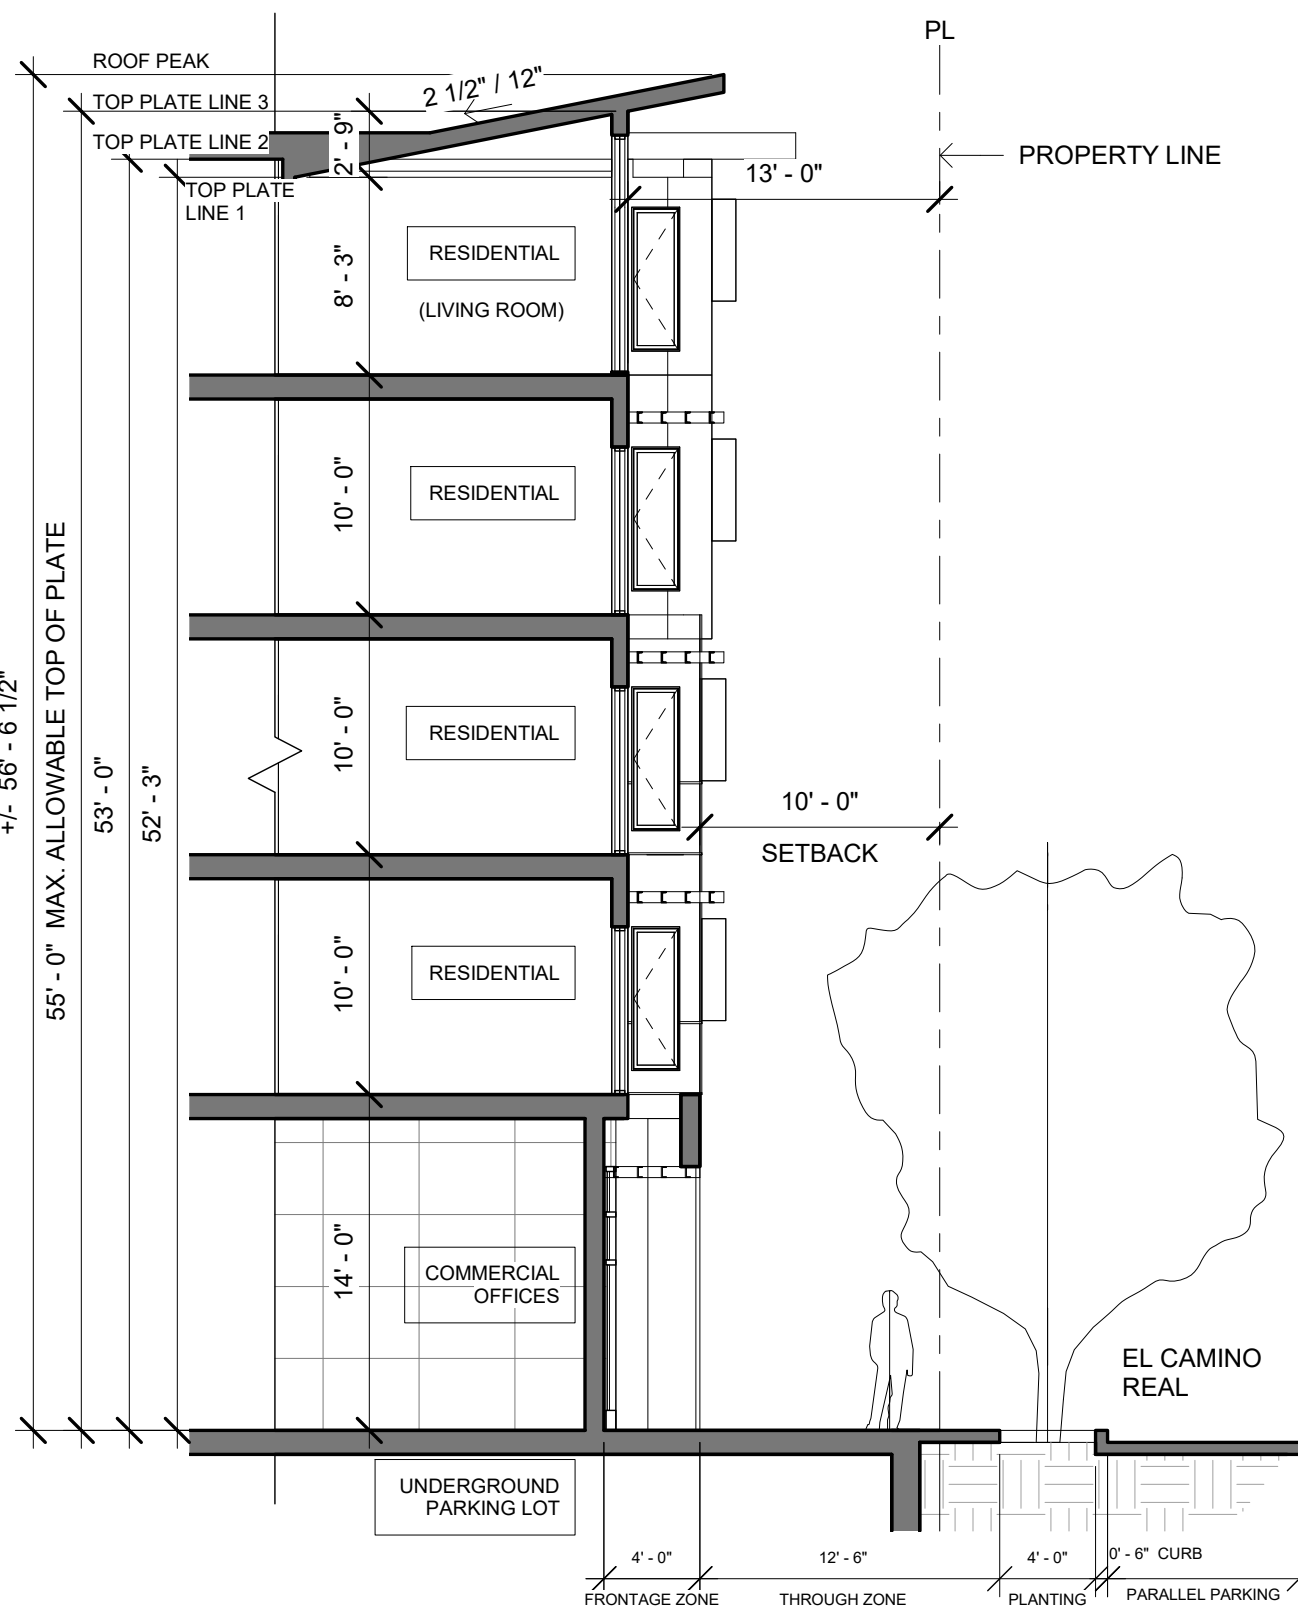 PL
ROOF PEAK
2 1/2" / 12"
TOP PLATE LINE 3
TOP PLATE LINE 2
2' - 9"
PROPERTY LINE
13' - 0"
TOP PLATE
LINE 1
RESIDENTIAL
(LIVING ROOM)
8' - 3"
RESIDENTIAL
10' - 0"
+/- 56' - 6 1/2"
55' - 0" MAX. ALLOWABLE TOP OF PLATE
53' - 0"
52' - 3"
RESIDENTIAL
10' - 0"
10' - 0"
SETBACK
RESIDENTIAL
10' - 0"
14' - 0"
COMMERCIAL
OFFICES
EL CAMINO
REAL
UNDERGROUND
PARKING LOT
4' - 0"
12' - 6"
4' - 0"
0' - 6" CURB
FRONTAGE ZONE
THROUGH ZONE
PLANTING
PARALLEL PARKING